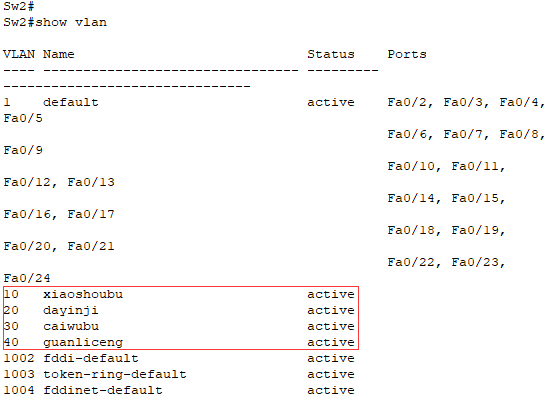 Sw2#
Sw2#show vlan
VLAN Name Status Ports
---- -------------------------------- ---------
-------------------------------
1 default active Fa0/2, Fa0/3, Fa0/4,
Fa0/5
Fa0/6, Fa0/7, Fa0/8,
Fa0/9
Fa0/10, Fa0/11,
Fa0/12, Fa0/13
Fa0/14, Fa0/15,
Fa0/16, Fa0/17
Fa0/18, Fa0/19,
Fa0/20, Fa0/21
Fa0/22, Fa0/23,
Fa0/24
10 xiaoshoubu active
20 dayinji active
30 caiwubu active
40 guanliceng active
1002 fddi-default active
1003 token-ring-default active
1004 fddinet-default active